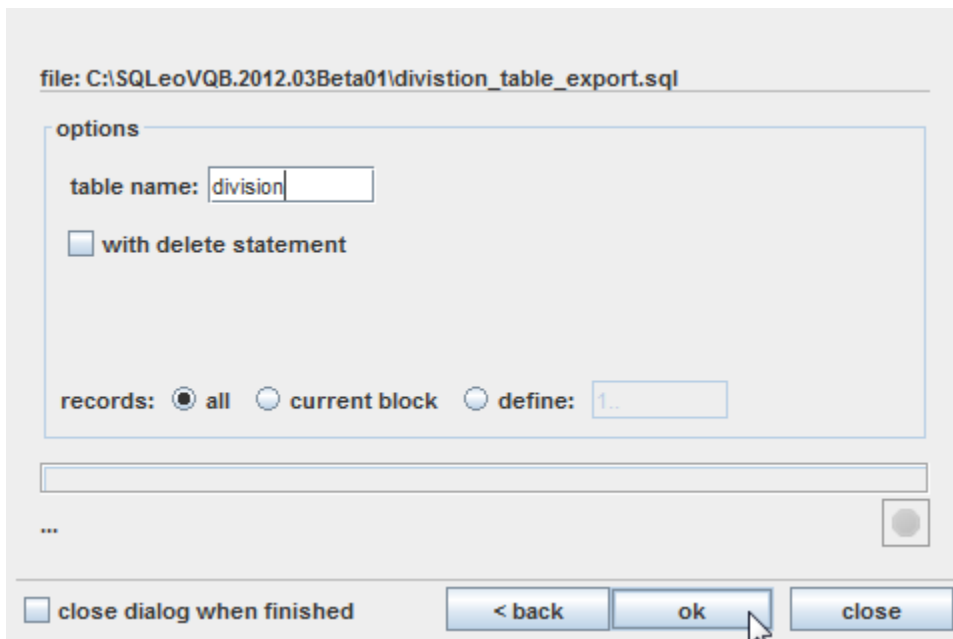 file: C:\SQLeoVQB.2012.03Beta01\divistion_table_export.sql
options
table name: division
with delete statement
records: all current block define: 1..
...
close dialog when finished < back ok close